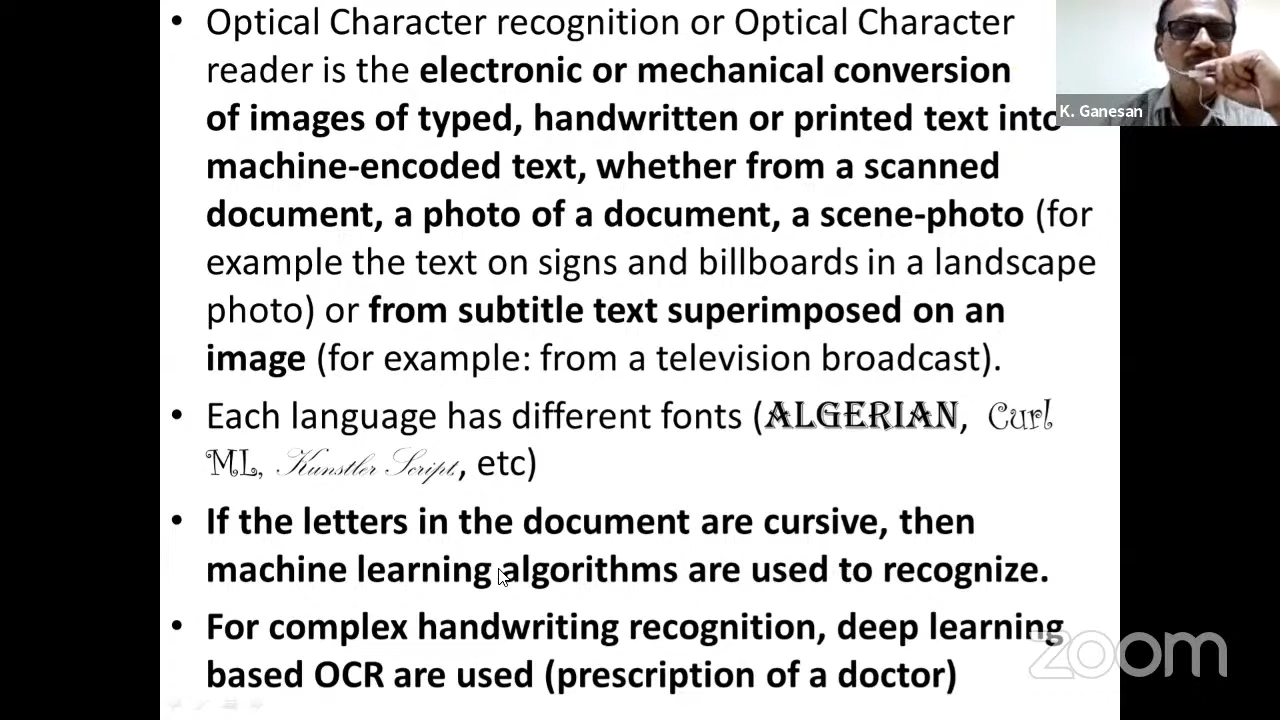 • Optical Character recognition or Optical Character
reader is the electronic or mechanical conversion
of images of typed, handwritten or printed text into
machine-encoded text, whether from a scanned
document, a photo of a document, a scene-photo (for
example the text on signs and billboards in a landscape
photo) or from subtitle text superimposed on an
image (for example: from a television broadcast).
• Each language has different fonts (ALGERIAN, Curl
ML, Kunstler Script, etc)
• If the letters in the document are cursive, then
machine learning algorithms are used to recognize.
• For complex handwriting recognition, deep learning
based OCR are used (prescription of a doctor)
K. Ganesan
zoom